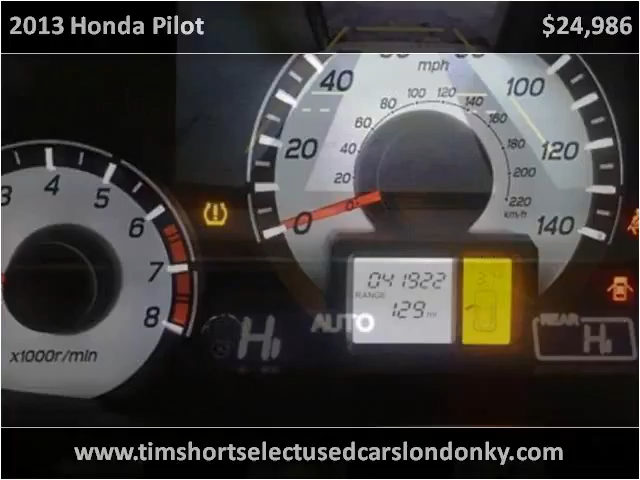 2013 Honda Pilot $24,986
mph
40 100
100 120
80 140
60 160
20 40 180 120
20 200
0 0 220 140
km/h
3 4 5 6 7 8
x1000r/min
041922
RANGE
129
AUTO
REAR
www.timshortselectusedcarslondonky.com